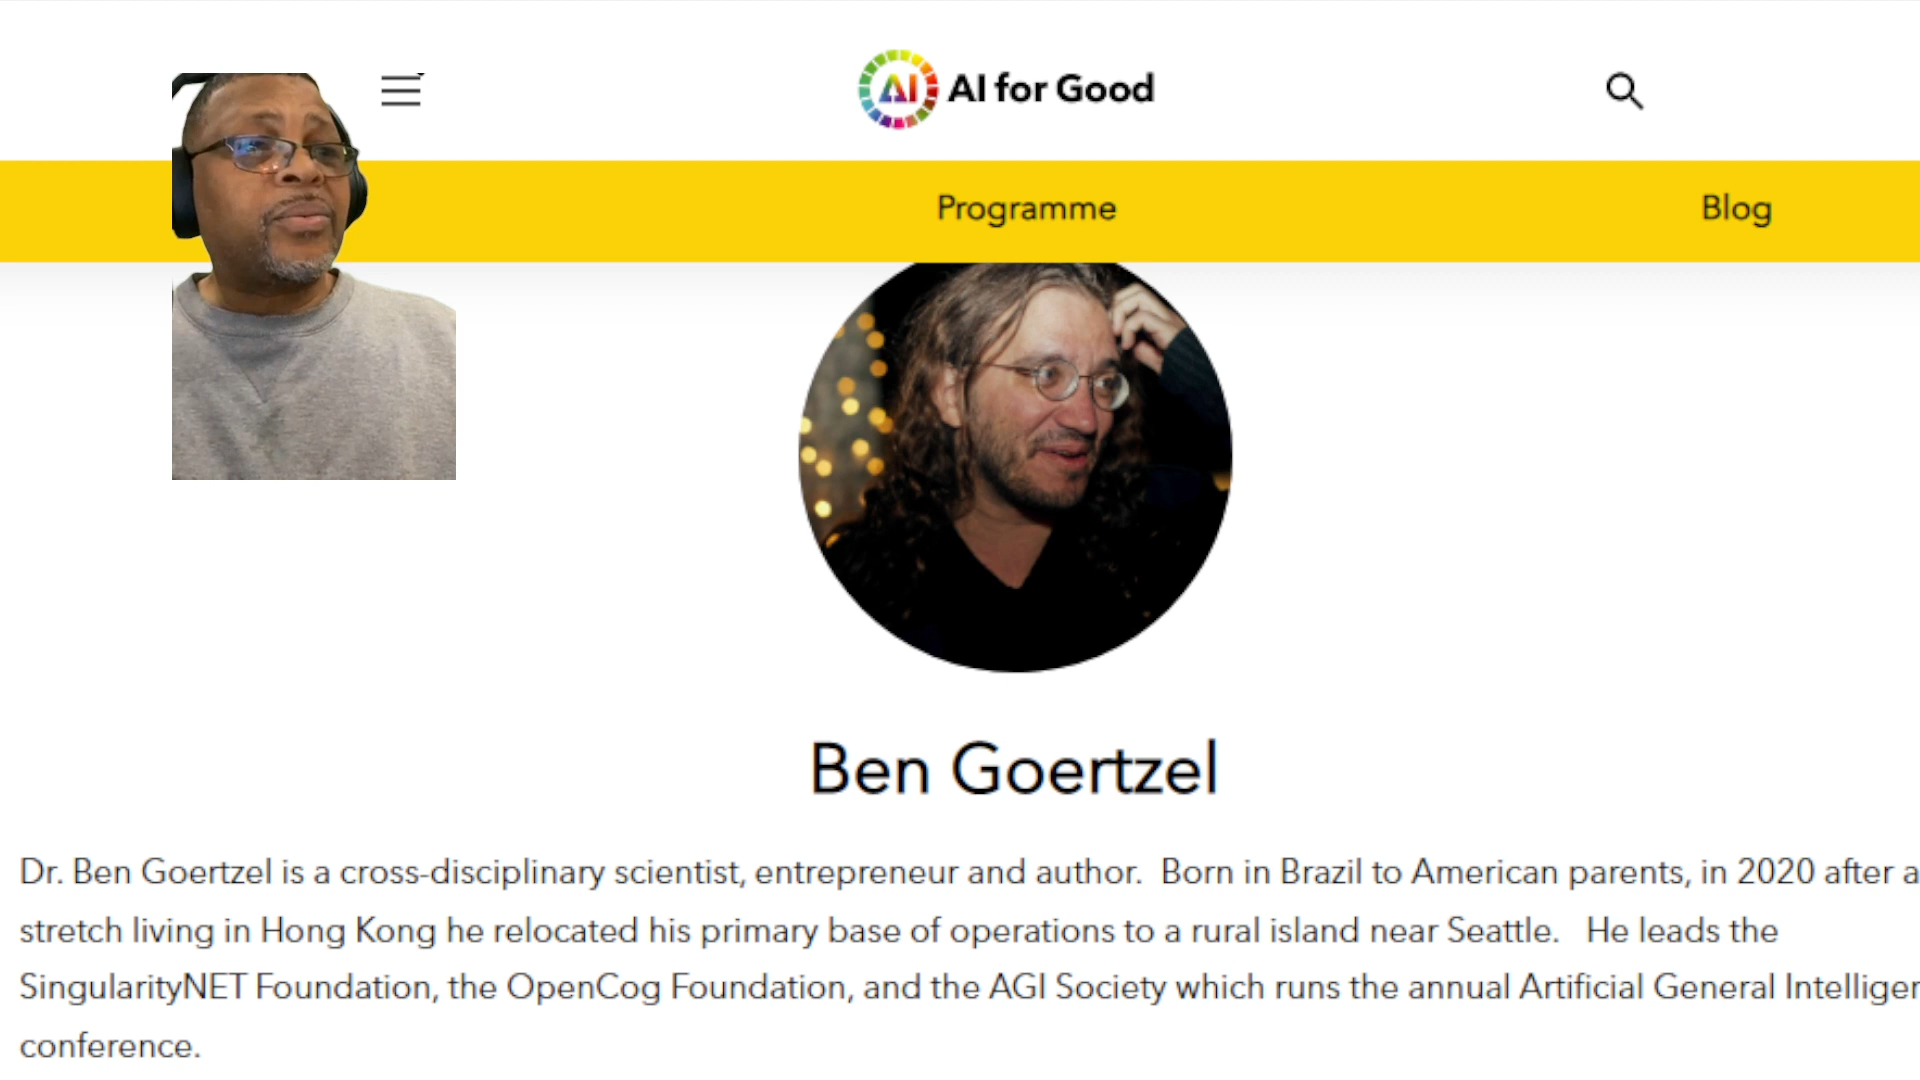 AI AI for Good
Programme
Blog
Ben Goertzel
Dr. Ben Goertzel is a cross-disciplinary scientist, entrepreneur and author. Born in Brazil to American parents, in 2020 after a
stretch living in Hong Kong he relocated his primary base of operations to a rural island near Seattle. He leads the
SingularityNET Foundation, the OpenCog Foundation, and the AGI Society which runs the annual Artificial General
conference.